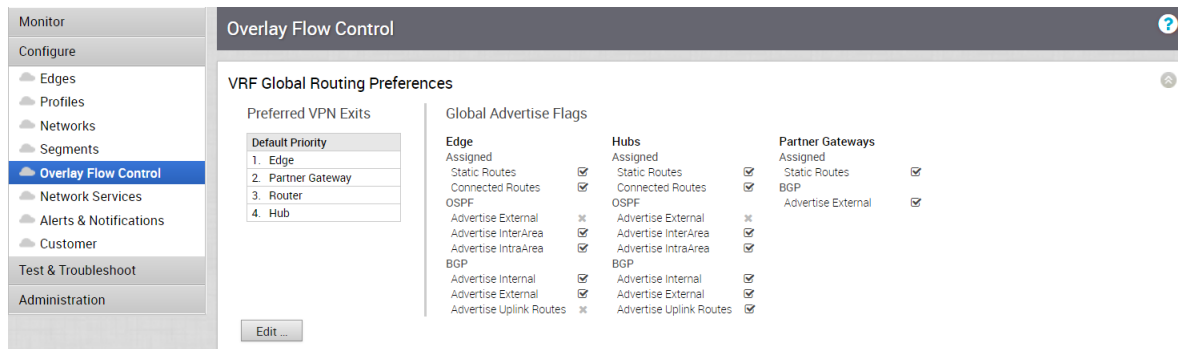 Monitor
Configure
Edges
Profiles
Networks
Segments
Overlay Flow Control
Network Services
Alerts & Notifications
Customer
Test & Troubleshoot
Administration
Overlay Flow Control
?
VRF Global Routing Preferences
Preferred VPN Exits
Default Priority
1. Edge
2. Partner Gateway
3. Router
4. Hub
Edit ...
Global Advertise Flags
Edge
Assigned
Static Routes
Connected Routes
OSPF
Advertise External
Advertise InterArea
Advertise IntraArea
BGP
Advertise Internal
Advertise External
Advertise Uplink Routes
Hubs
Assigned
Static Routes
Connected Routes
OSPF
Advertise External
Advertise InterArea
Advertise IntraArea
BGP
Advertise Internal
Advertise External
Advertise Uplink Routes
Partner Gateways
Assigned
Static Routes
BGP
Advertise External